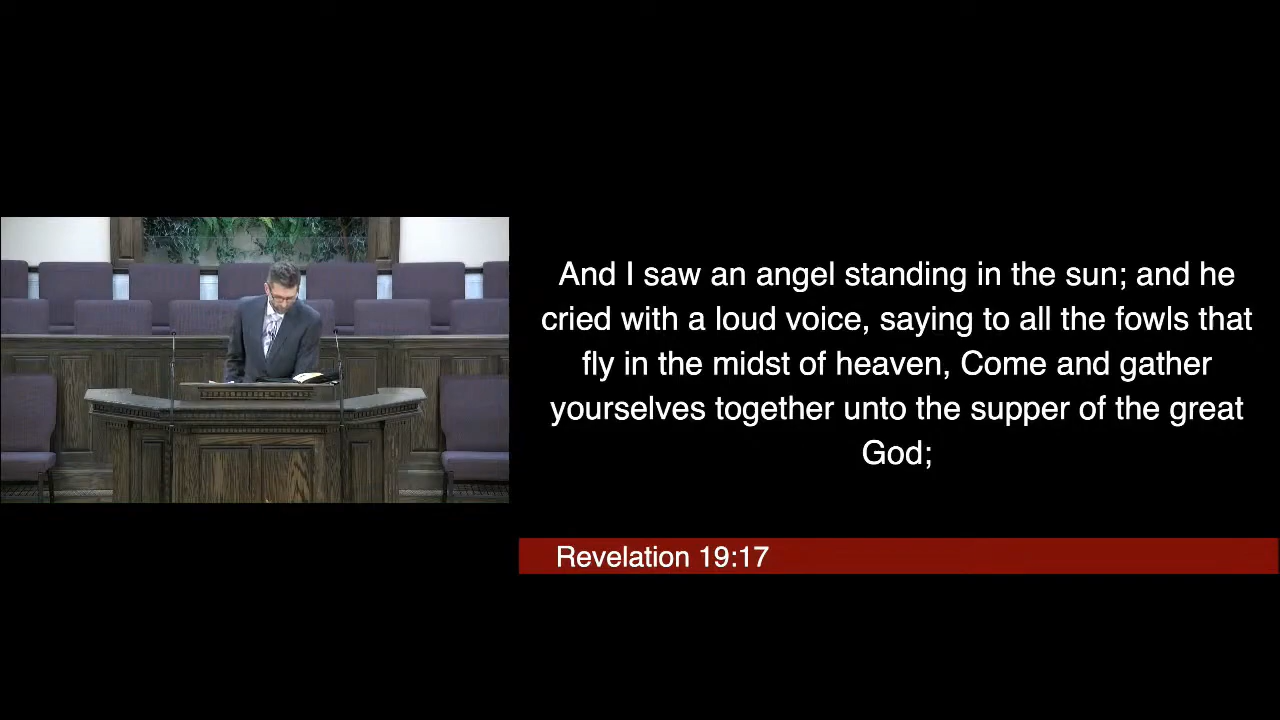 And I saw an angel standing in the sun; and he
cried with a loud voice, saying to all the fowls that
fly in the midst of heaven, Come and gather
yourselves together unto the supper of the great
God;
Revelation 19:17